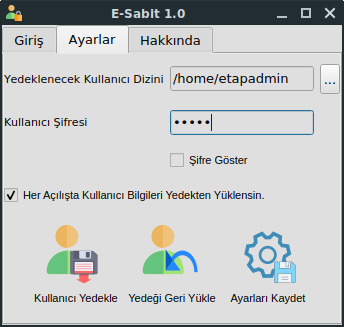 E-Sabit 1.0
Giriş Ayarlar Hakkında
Yedeklenecek Kullanıcı Dizini /home/etapadmin ...
Kullanıcı Şifresi •••••
Şifre Göster
Her Açılışta Kullanıcı Bilgileri Yedekten Yüklensin.
Kullanıcı Yedekle Yedeği Geri Yükle Ayarları Kaydet